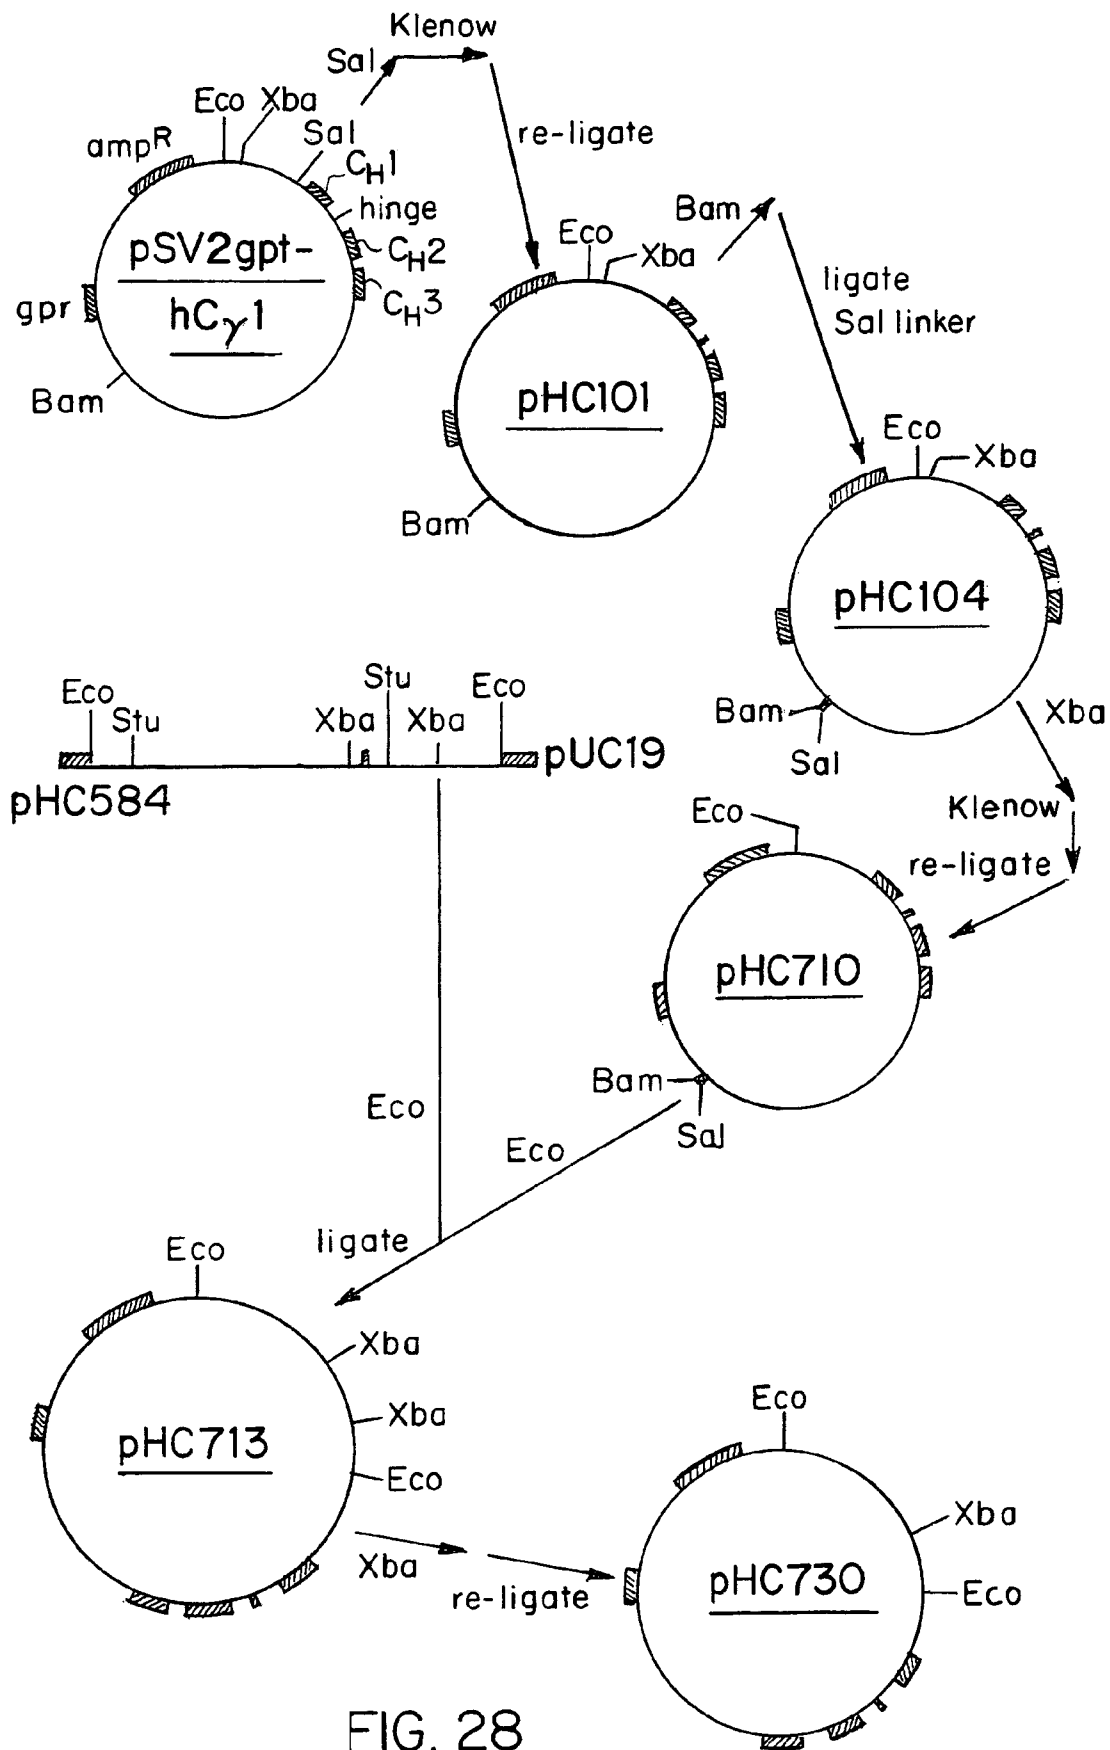 Klenow
Sal
Eco
Xba
Sal
ampR
CH1
re-ligate
hinge
pSV2gpt-
hCγ1
CH2
CH3
gpr
Bam
Eco
Xba
Bam
ligate
Sal linker
pHC101
Bam
Eco
Xba
pHC104
Bam
Sal
Xba
Eco
Stu
Xba
Stu
Xba
Eco
pUC19
pHC584
Klenow
re-ligate
Eco
pHC710
Bam
Sal
Eco
Eco
ligate
Eco
Xba
Xba
Eco
pHC713
Xba
re-ligate
Eco
Xba
Eco
pHC730
FIG. 28